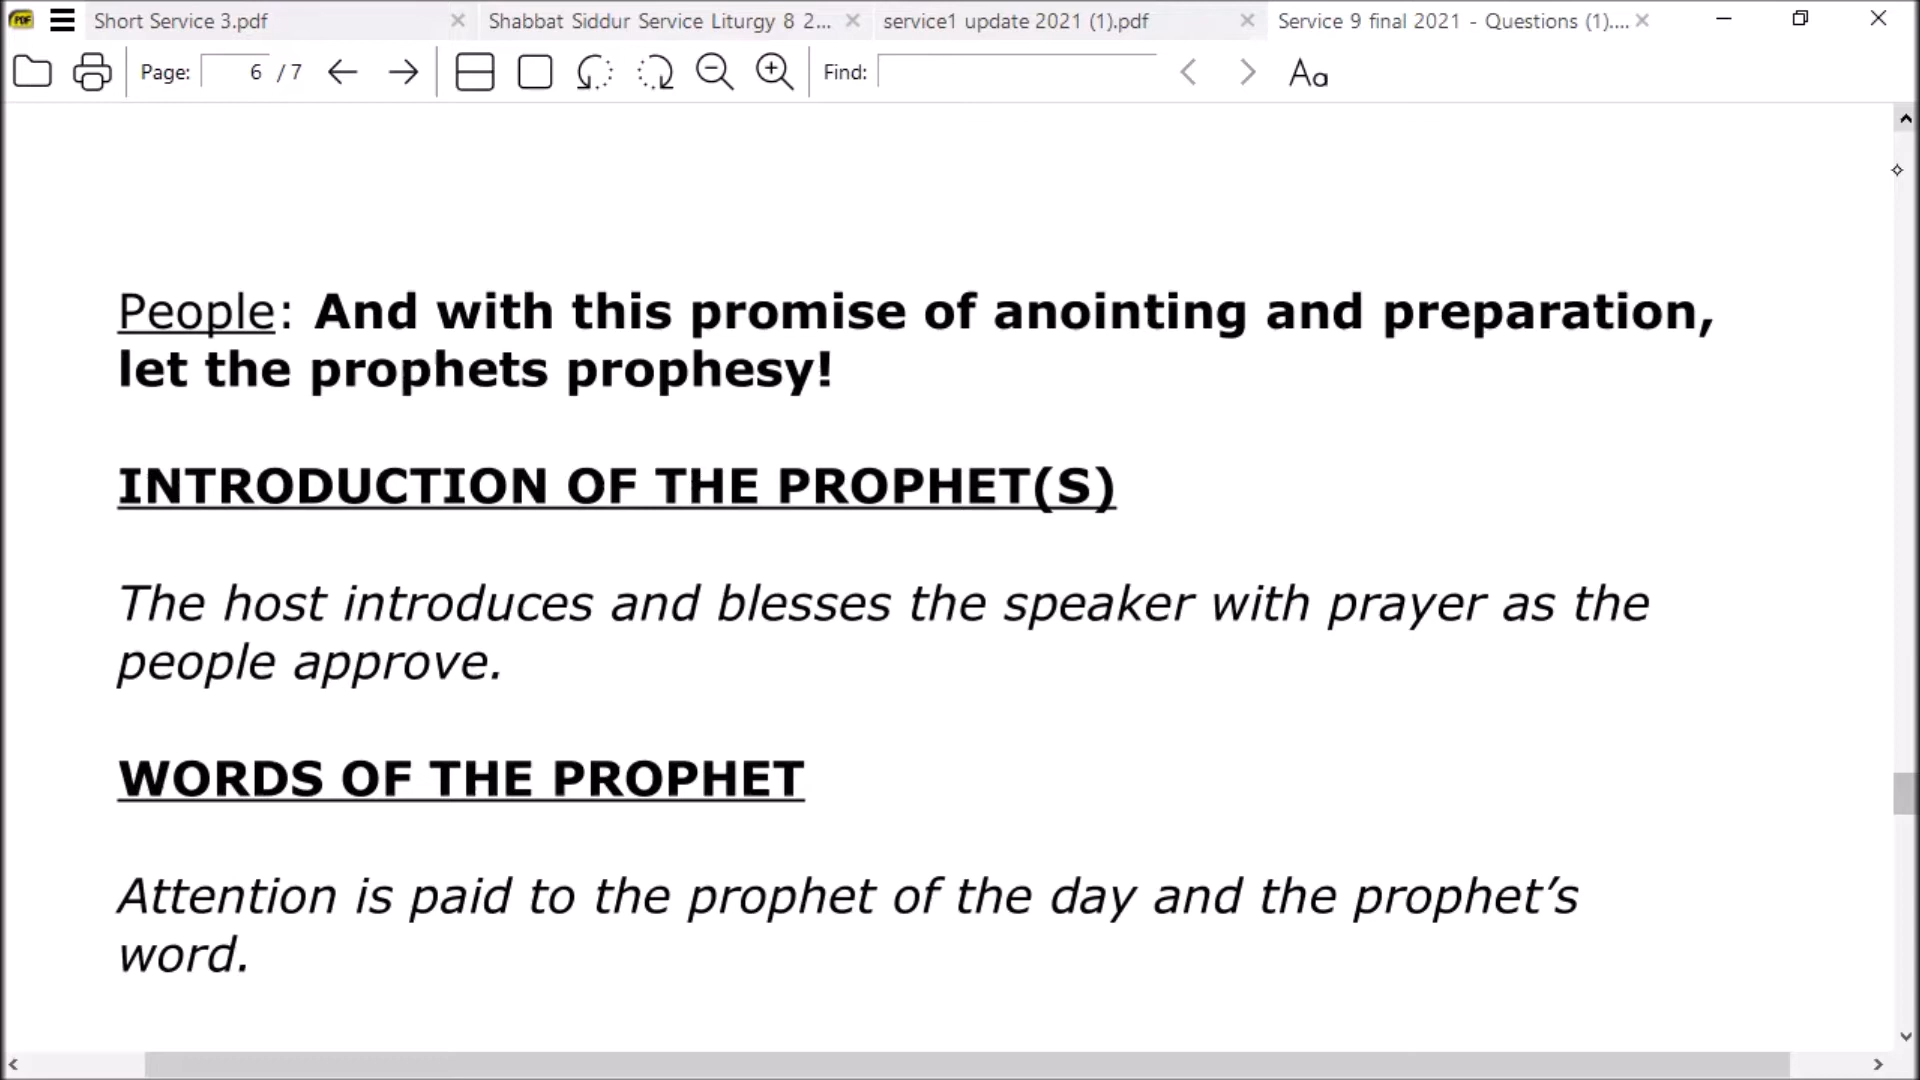 Short Service 3.pdf
Shabbat Siddur Service Liturgy 8 2...
service1 update 2021 (1).pdf
Service 9 final 2021 - Questions (1)....
Page: 6 / 7
Find:
Aa
People: And with this promise of anointing and preparation,
let the prophets prophesy!
INTRODUCTION OF THE PROPHET(S)
The host introduces and blesses the speaker with prayer as the
people approve.
WORDS OF THE PROPHET
Attention is paid to the prophet of the day and the prophet’s
word.